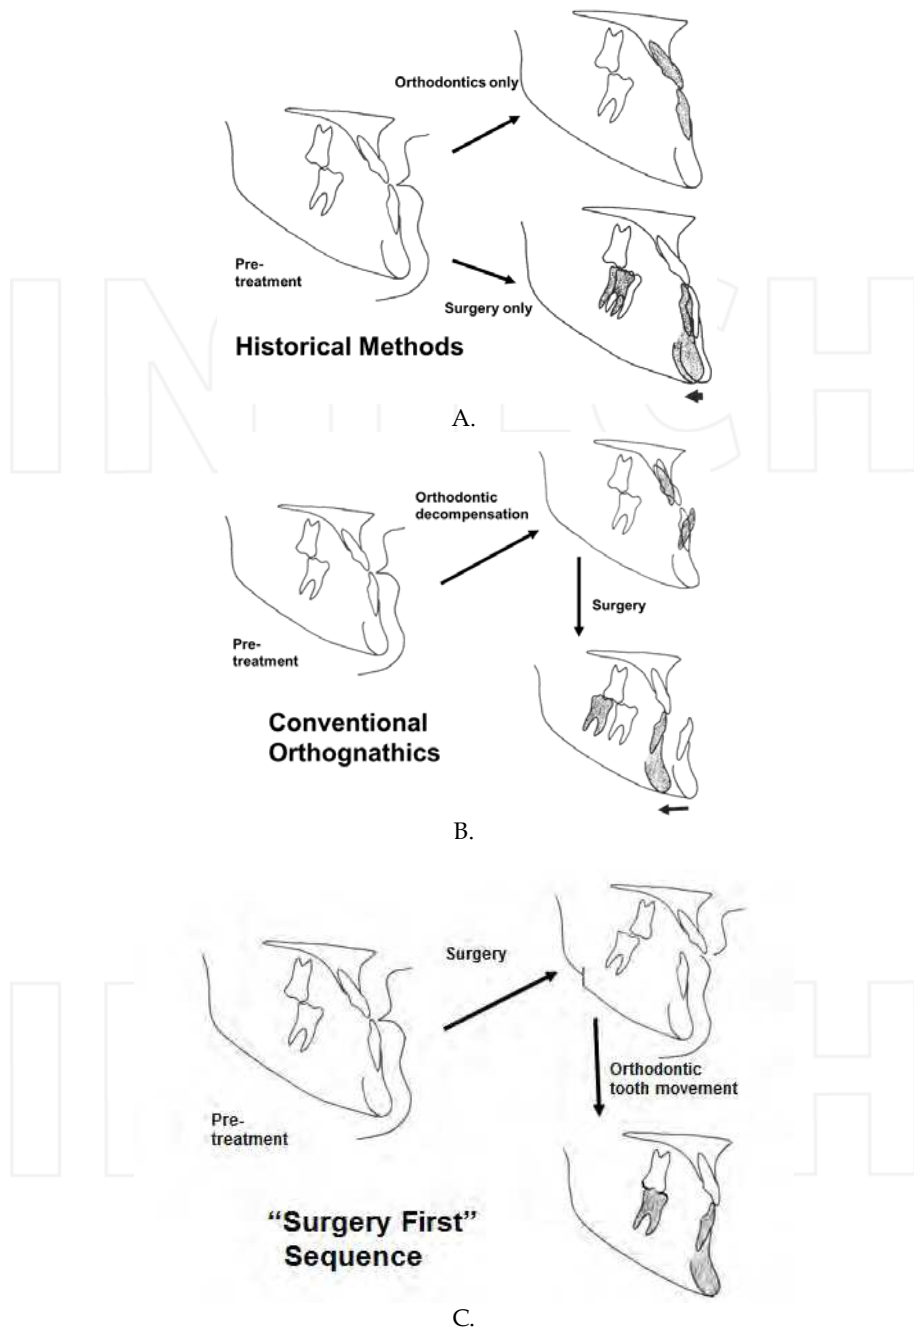 Orthodontics only
Pre-
treatment
Surgery only
Historical Methods
A.
Orthodontic
decompensation
Surgery
Pre-
treatment
Conventional
Orthognathics
B.
Surgery
Orthodontic
tooth movement
Pre-
treatment
“Surgery First”
Sequence
C.